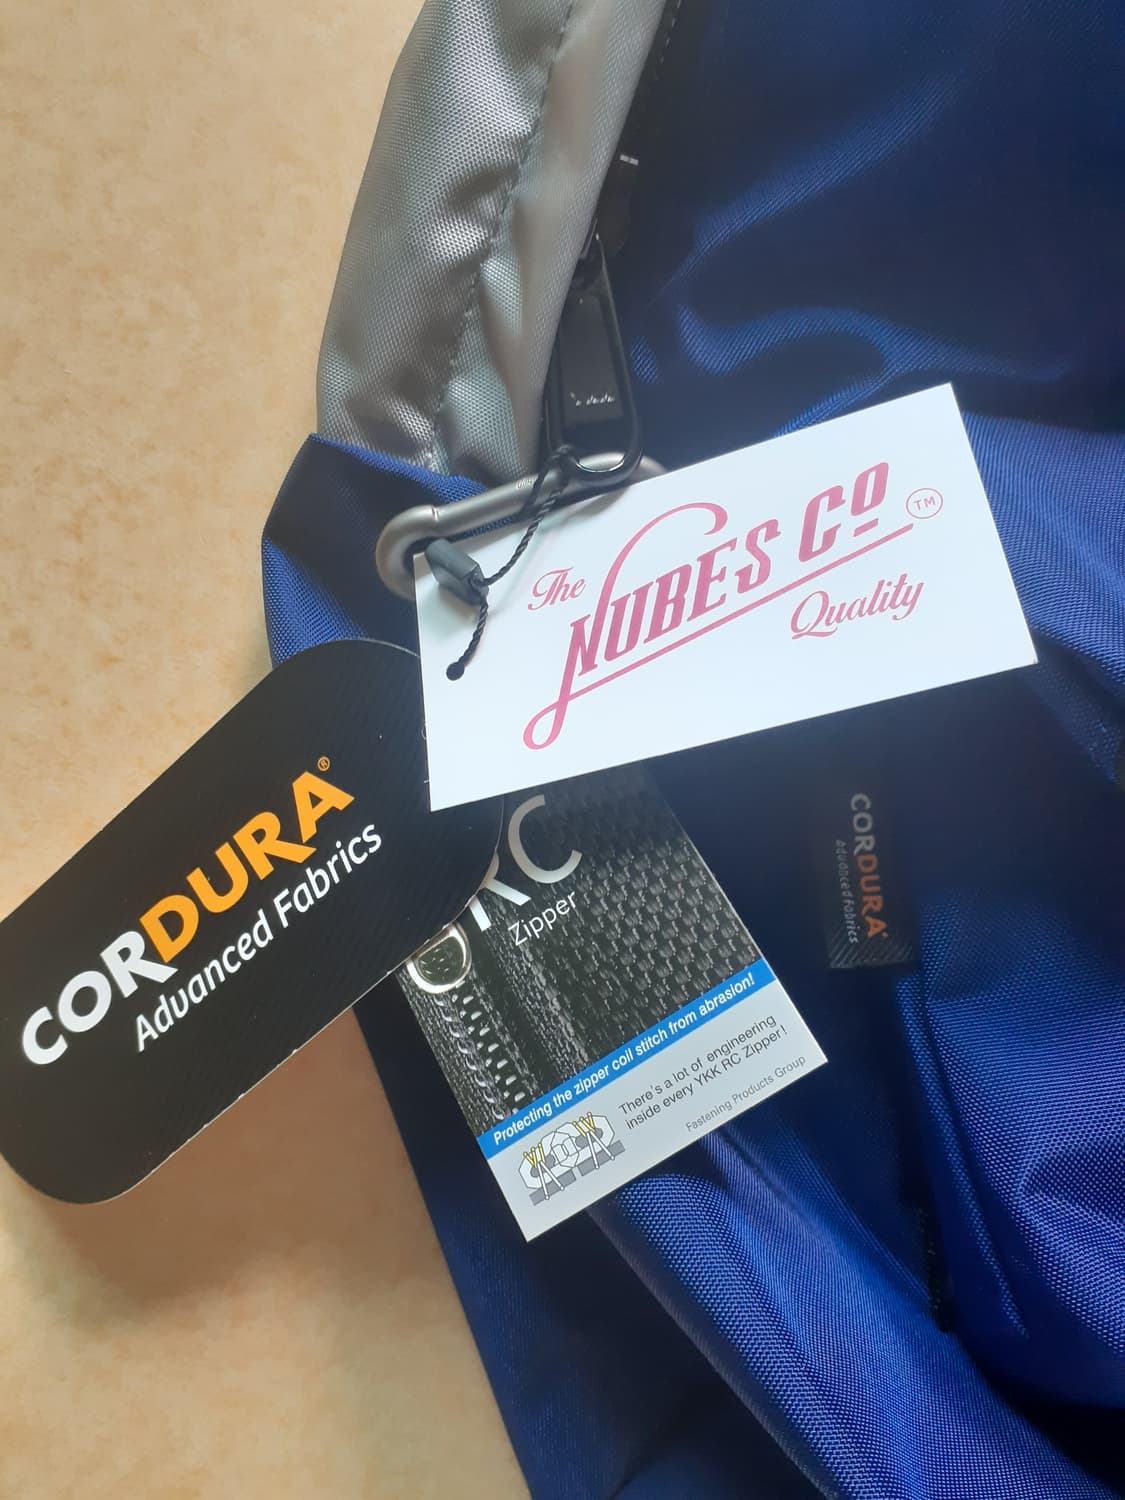 The
NUBES Co
TM
Quality
CORDURA®
Advanced Fabrics
RC
Zipper
Protecting the zipper coil stitch from abrasion!
There's a lot of engineering
inside every YKK RC Zipper!
Fastening Products Group
CORDURA
Advanced Fabrics